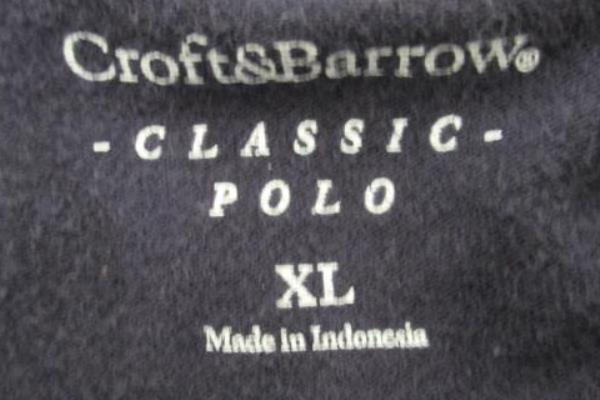 Croft&Barrow®
- CLASSIC -
POLO
XL
Made in Indonesia